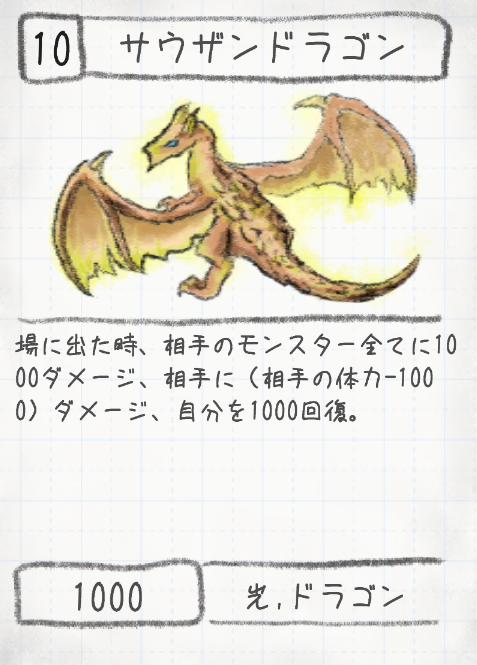 10
サウザンドラゴン
場に出た時、相手のモンスター全てに10
00ダメージ、相手に（相手の体力-100
0）ダメージ、自分を1000回復。
1000
光,ドラゴン